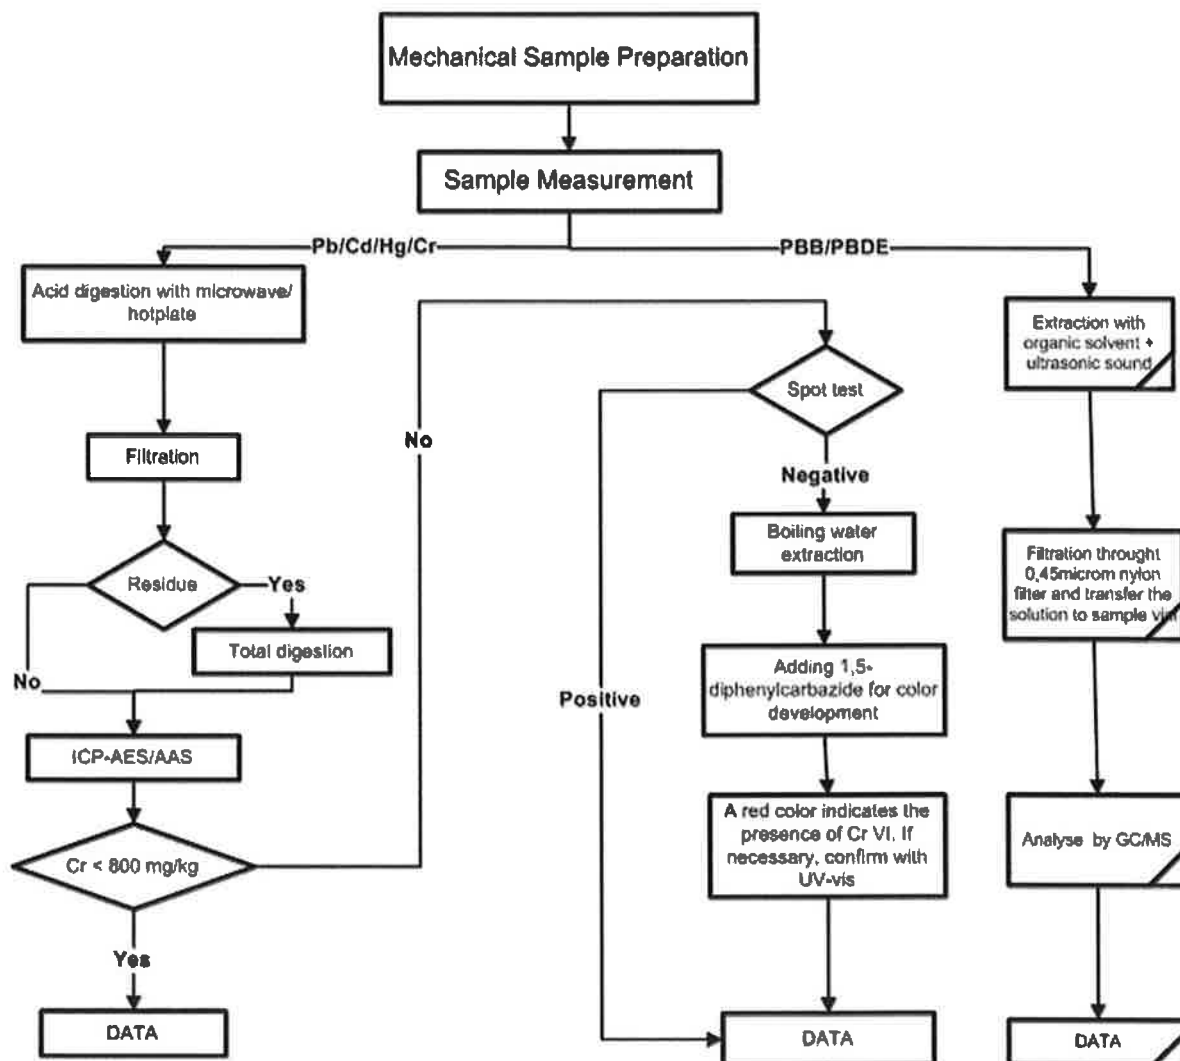 Mechanical Sample Preparation
Sample Measurement
Pb/Cd/Hg/Cr
PBB/PBDE
Acid digestion with microwave/
hotplate
Extraction with
organic solvent +
ultrasonic sound
Spot test
No
Filtration
Negative
Boiling water
extraction
Filtration throught
0,45microm nylon
filter and transfer the
solution to sample
Residue
Yes
Total digestion
No
Adding 1,5-
diphenylcarbazide for color
development
Positive
ICP-AES/AAS
A red color indicates the
presence of Cr VI. If
necessary, confirm with
UV-vis
Analyse by GC/MS
Cr < 800 mg/kg
Yes
DATA
DATA
DATA